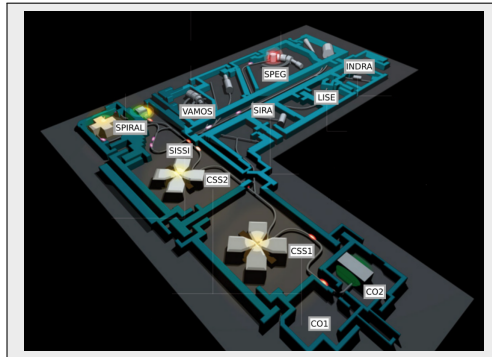 INDRA
SPEG
LISE
VAMOS
SIRA
SPIRAL
SISSI
CSS2
CSS1
CO2
CO1